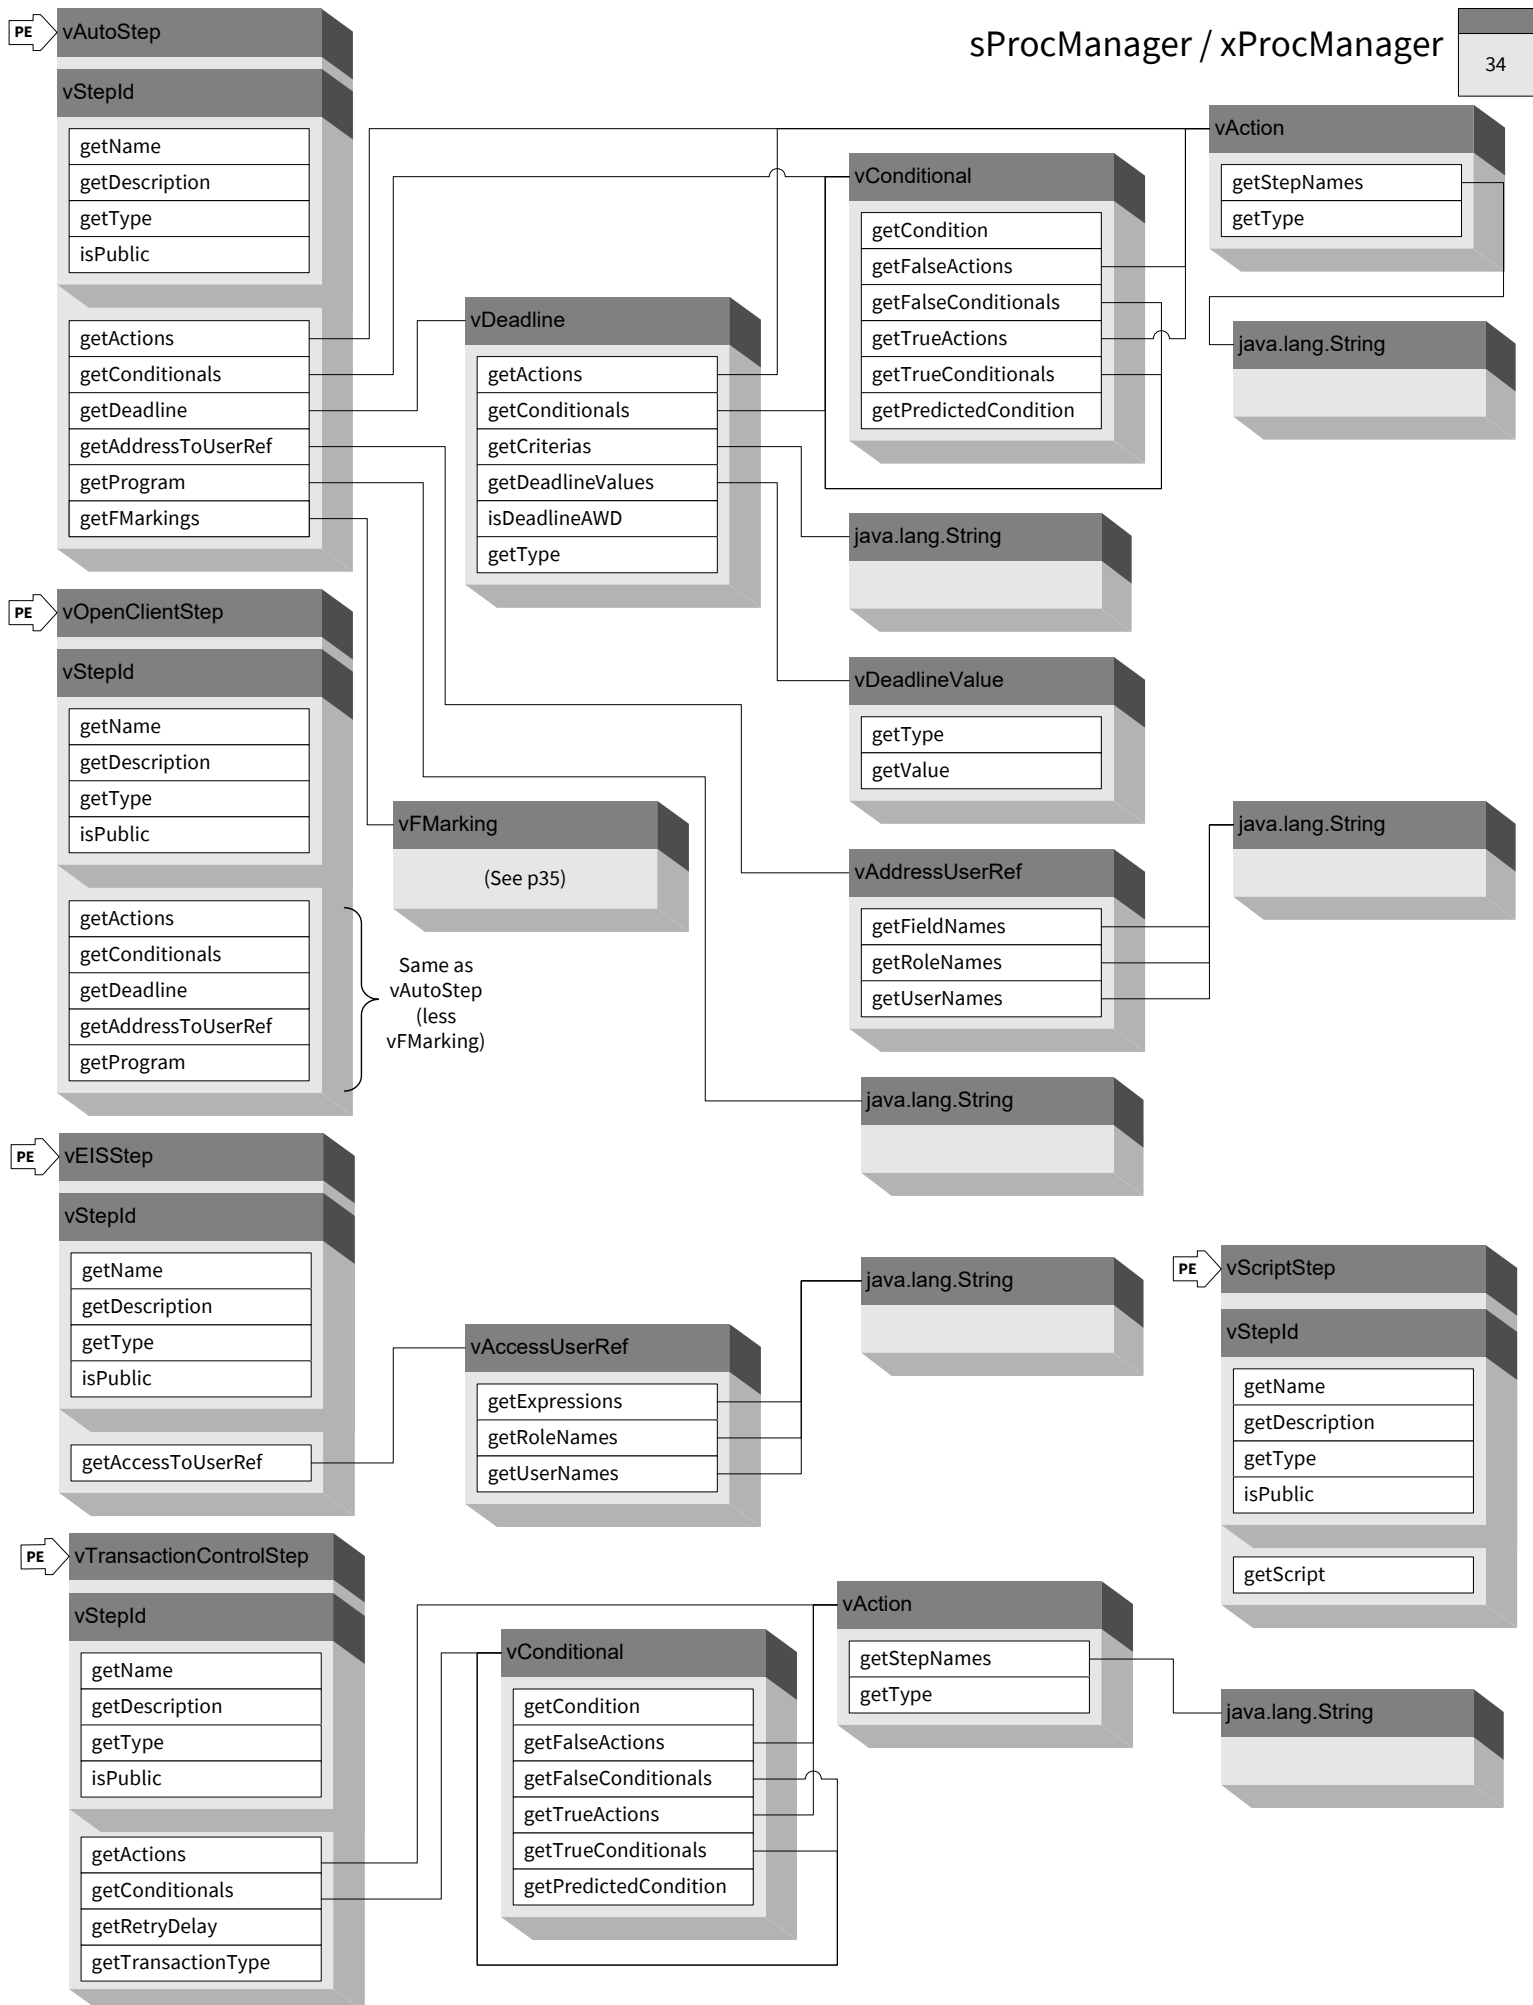 sProcManager / xProcManager
34
PE
vAutoStep
vStepId
getName
getDescription
getType
isPublic
getActions
getConditionals
getDeadline
getAddressToUserRef
getProgram
getFMarkings
vDeadline
getActions
getConditionals
getCriterias
getDeadlineValues
isDeadlineAWD
getType
vConditional
getCondition
getFalseActions
getFalseConditionals
getTrueActions
getTrueConditionals
getPredictedCondition
vAction
getStepNames
getType
java.lang.String
java.lang.String
vDeadlineValue
getType
getValue
PE
vOpenClientStep
vStepId
getName
getDescription
getType
isPublic
getActions
getConditionals
getDeadline
getAddressToUserRef
getProgram
Same as
vAutoStep
(less
vFMarking)
vFMarking
(See p35)
vAddressUserRef
getFieldNames
getRoleNames
getUserNames
java.lang.String
java.lang.String
PE
vEISStep
vStepId
getName
getDescription
getType
isPublic
getAccessToUserRef
vAccessUserRef
getExpressions
getRoleNames
getUserNames
java.lang.String
PE
vScriptStep
vStepId
getName
getDescription
getType
isPublic
getScript
PE
vTransactionControlStep
vStepId
getName
getDescription
getType
isPublic
getActions
getConditionals
getRetryDelay
getTransactionType
vConditional
getCondition
getFalseActions
getFalseConditionals
getTrueActions
getTrueConditionals
getPredictedCondition
vAction
getStepNames
getType
java.lang.String